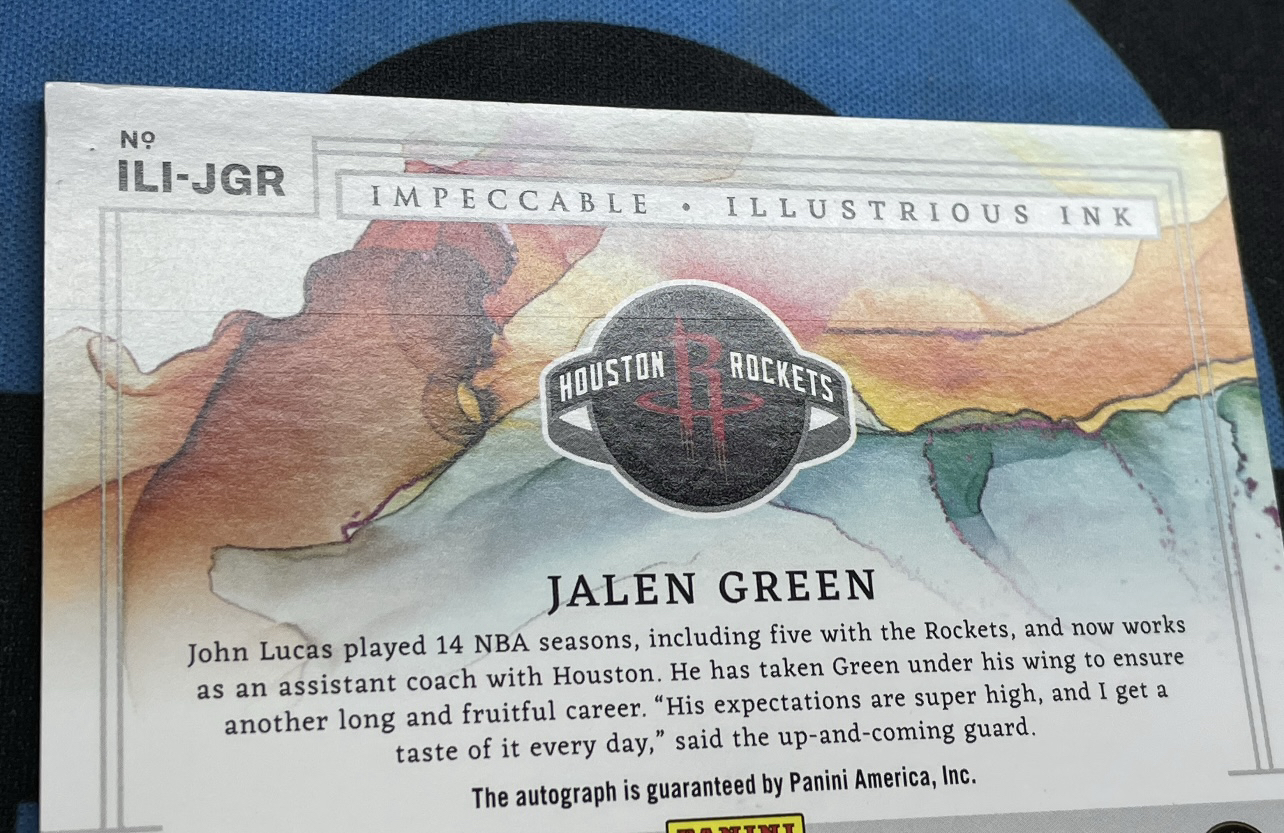 Nº
ILI-JGR
IMPECCABLE • ILLUSTRIOUS INK
HOUSTON R ROCKETS
JALEN GREEN
John Lucas played 14 NBA seasons, including five with the Rockets, and now works
as an assistant coach with Houston. He has taken Green under his wing to ensure
another long and fruitful career. “His expectations are super high, and I get a
taste of it every day,” said the up-and-coming guard.
The autograph is guaranteed by Panini America, Inc.
PANINI